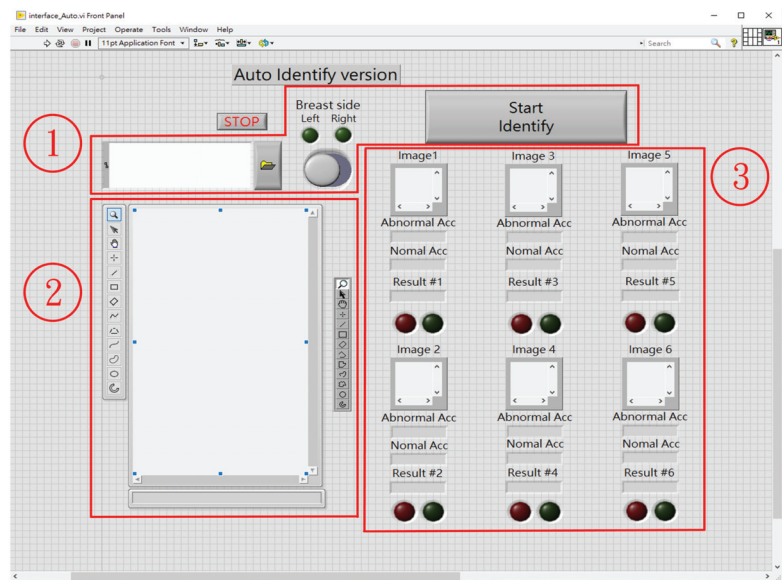 interface_Auto.vi Front Panel
File Edit View Project Operate Tools Window Help
11pt Application Font
Search
Auto Identify version
STOP
Breast side
Left Right
Start
Identify
1
2
3
Image1
Abnormal Acc
Nomal Acc
Result #1
Image 3
Abnormal Acc
Nomal Acc
Result #3
Image 5
Abnormal Acc
Nomal Acc
Result #5
Image 2
Abnormal Acc
Nomal Acc
Result #2
Image 4
Abnormal Acc
Nomal Acc
Result #4
Image 6
Abnormal Acc
Nomal Acc
Result #6